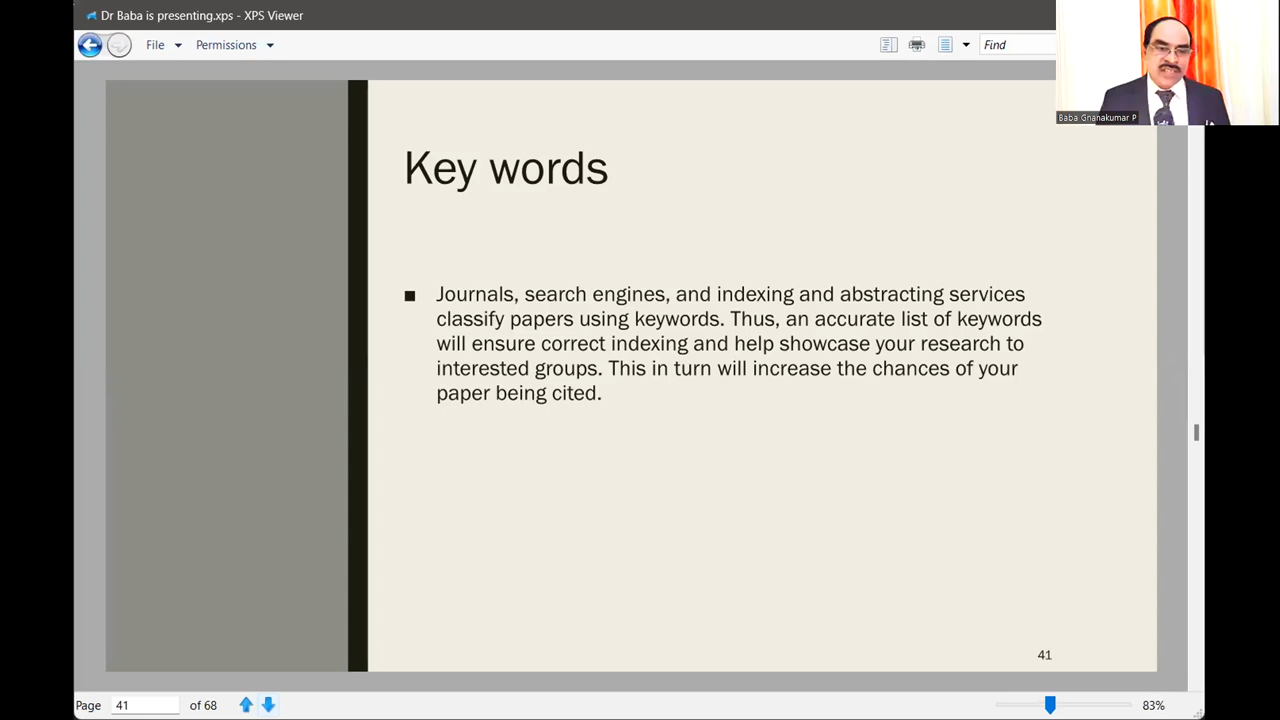 Dr Baba is presenting.xps - XPS Viewer
File Permissions Find
Baba Gnanakumar P
Key words
■ Journals, search engines, and indexing and abstracting services
classify papers using keywords. Thus, an accurate list of keywords
will ensure correct indexing and help showcase your research to
interested groups. This in turn will increase the chances of your
paper being cited.
41
Page 41 of 68 83%